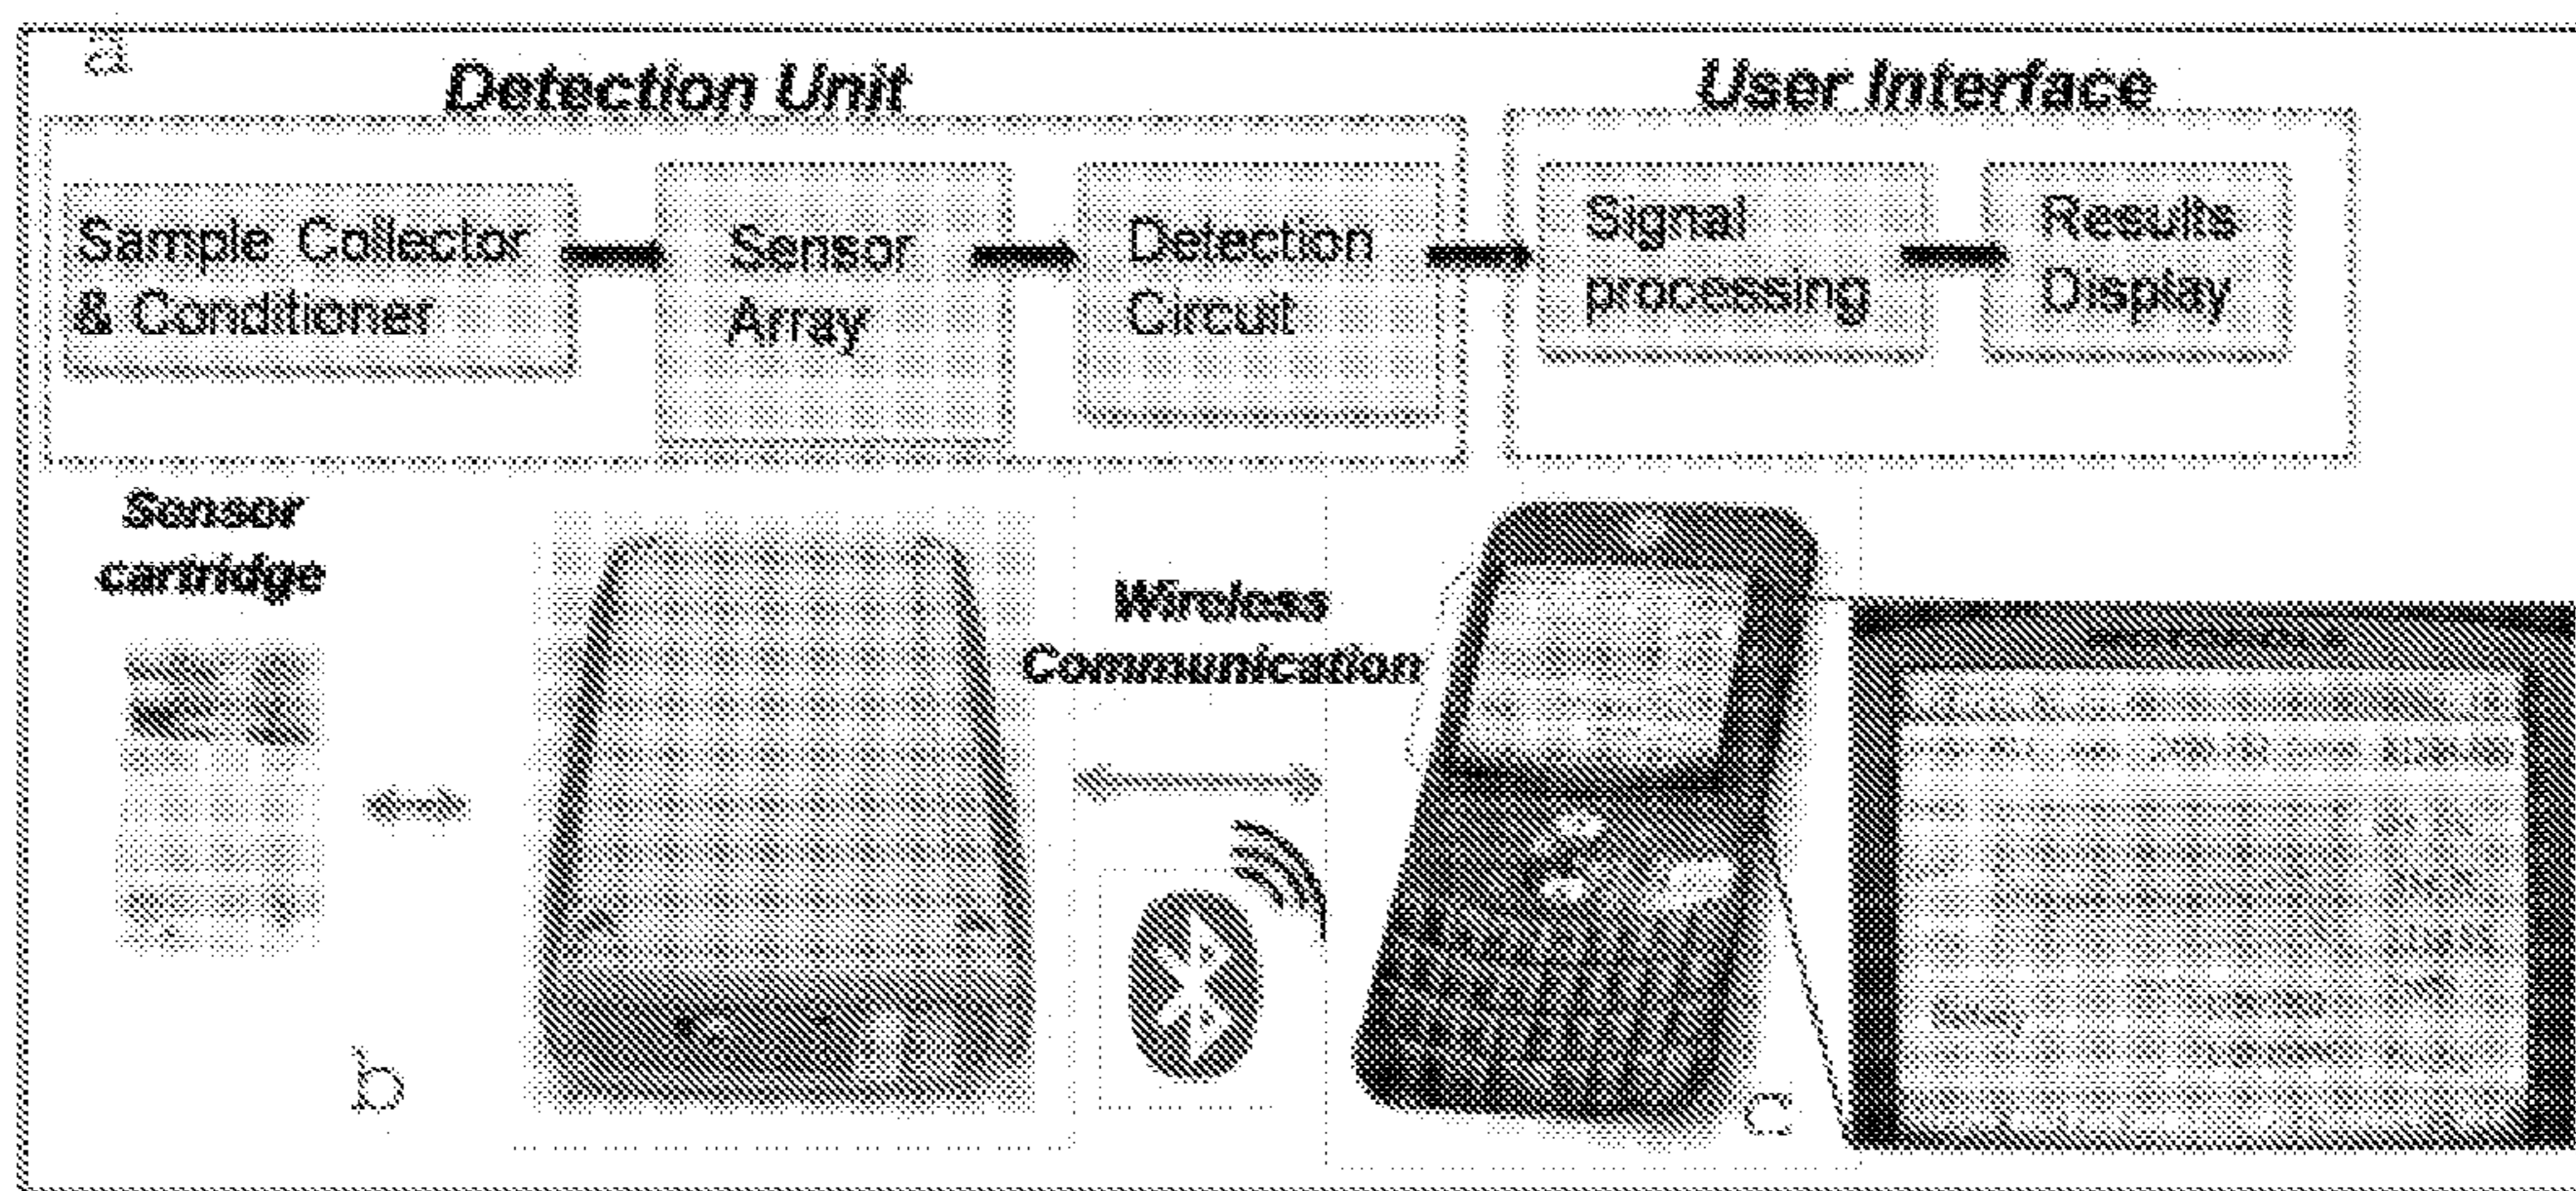 a
Detection Unit
User Interface
Sample Collector
& Conditioner
Sensor
Array
Detection
Circuit
Signal
processing
Results
Display
Sensor
cartridge
Wireless
Communication
b
c